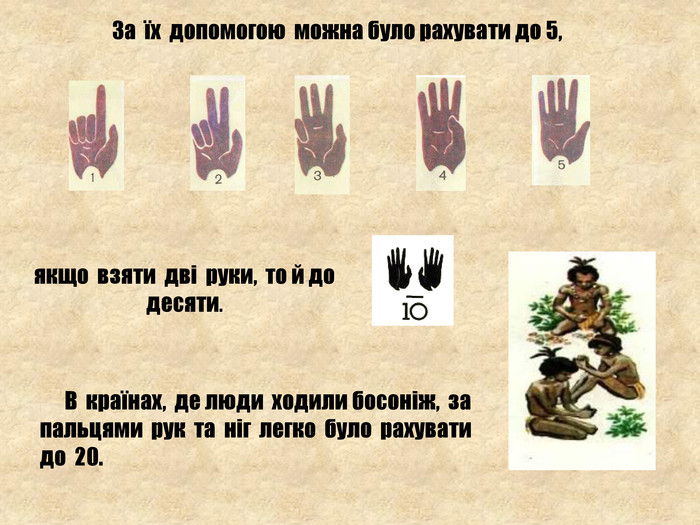 За їх допомогою можна було рахувати до 5,
1 2 3 4 5
якщо взяти дві руки, то й до
десяти.
10
В країнах, де люди ходили босоніж, за
пальцями рук та ніг легко було рахувати
до 20.